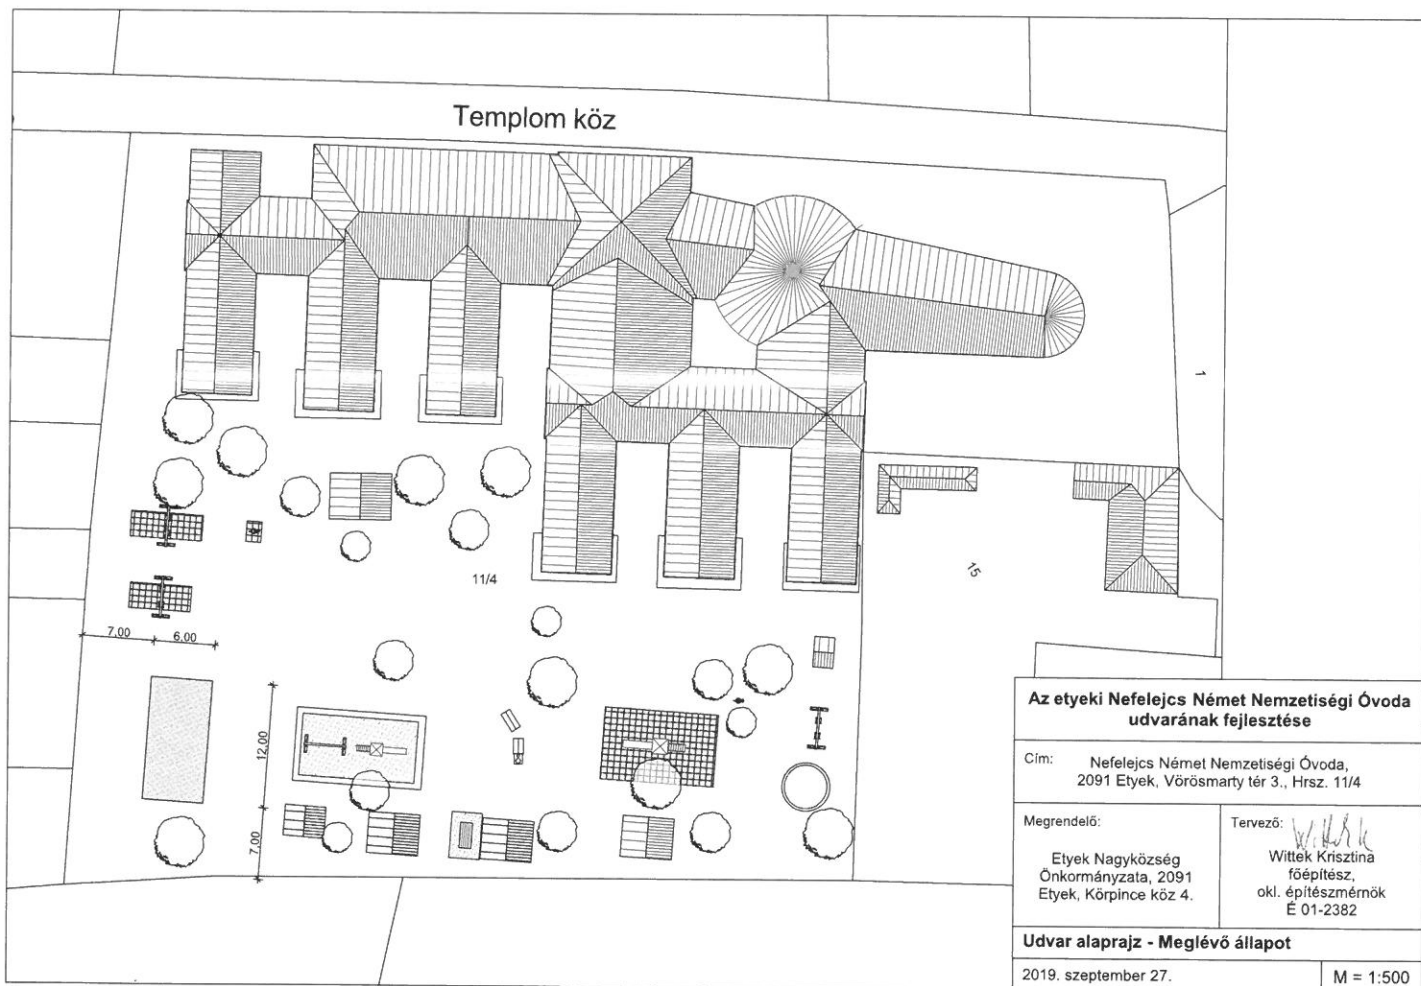 Templom köz
1
11/4
15
7,00
6,00
12,00
7,00
Az etyeki Nefelejcs Német Nemzetiségi Óvoda
udvarának fejlesztése
Cím:
Nefelejcs Német Nemzetiségi Óvoda,
2091 Etyek, Vörösmarty tér 3., Hrsz. 11/4
Megrendelő:
Etyek Nagyközség
Önkormányzata, 2091
Etyek, Körpince köz 4.
Tervező:
Wittek Krisztina
főépítész,
okl. építészmérnök
É 01-2382
Udvar alaprajz - Meglévő állapot
2019. szeptember 27.
M = 1:500